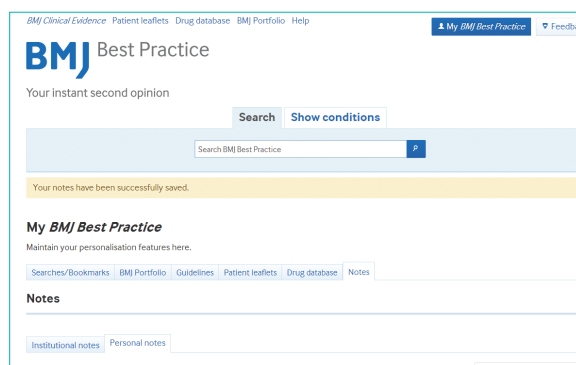 BMJ Clinical Evidence Patient leaflets Drug database BMJ Portfolio Help
My BMJ Best Practice
BMJ Best Practice
Your instant second opinion
Search Show conditions
Search BMJ Best Practice
Your notes have been successfully saved.
My BMJ Best Practice
Maintain your personalisation features here.
Searches/Bookmarks BMJ Portfolio Guidelines Patient leaflets Drug database Notes
Notes
Institutional notes Personal notes